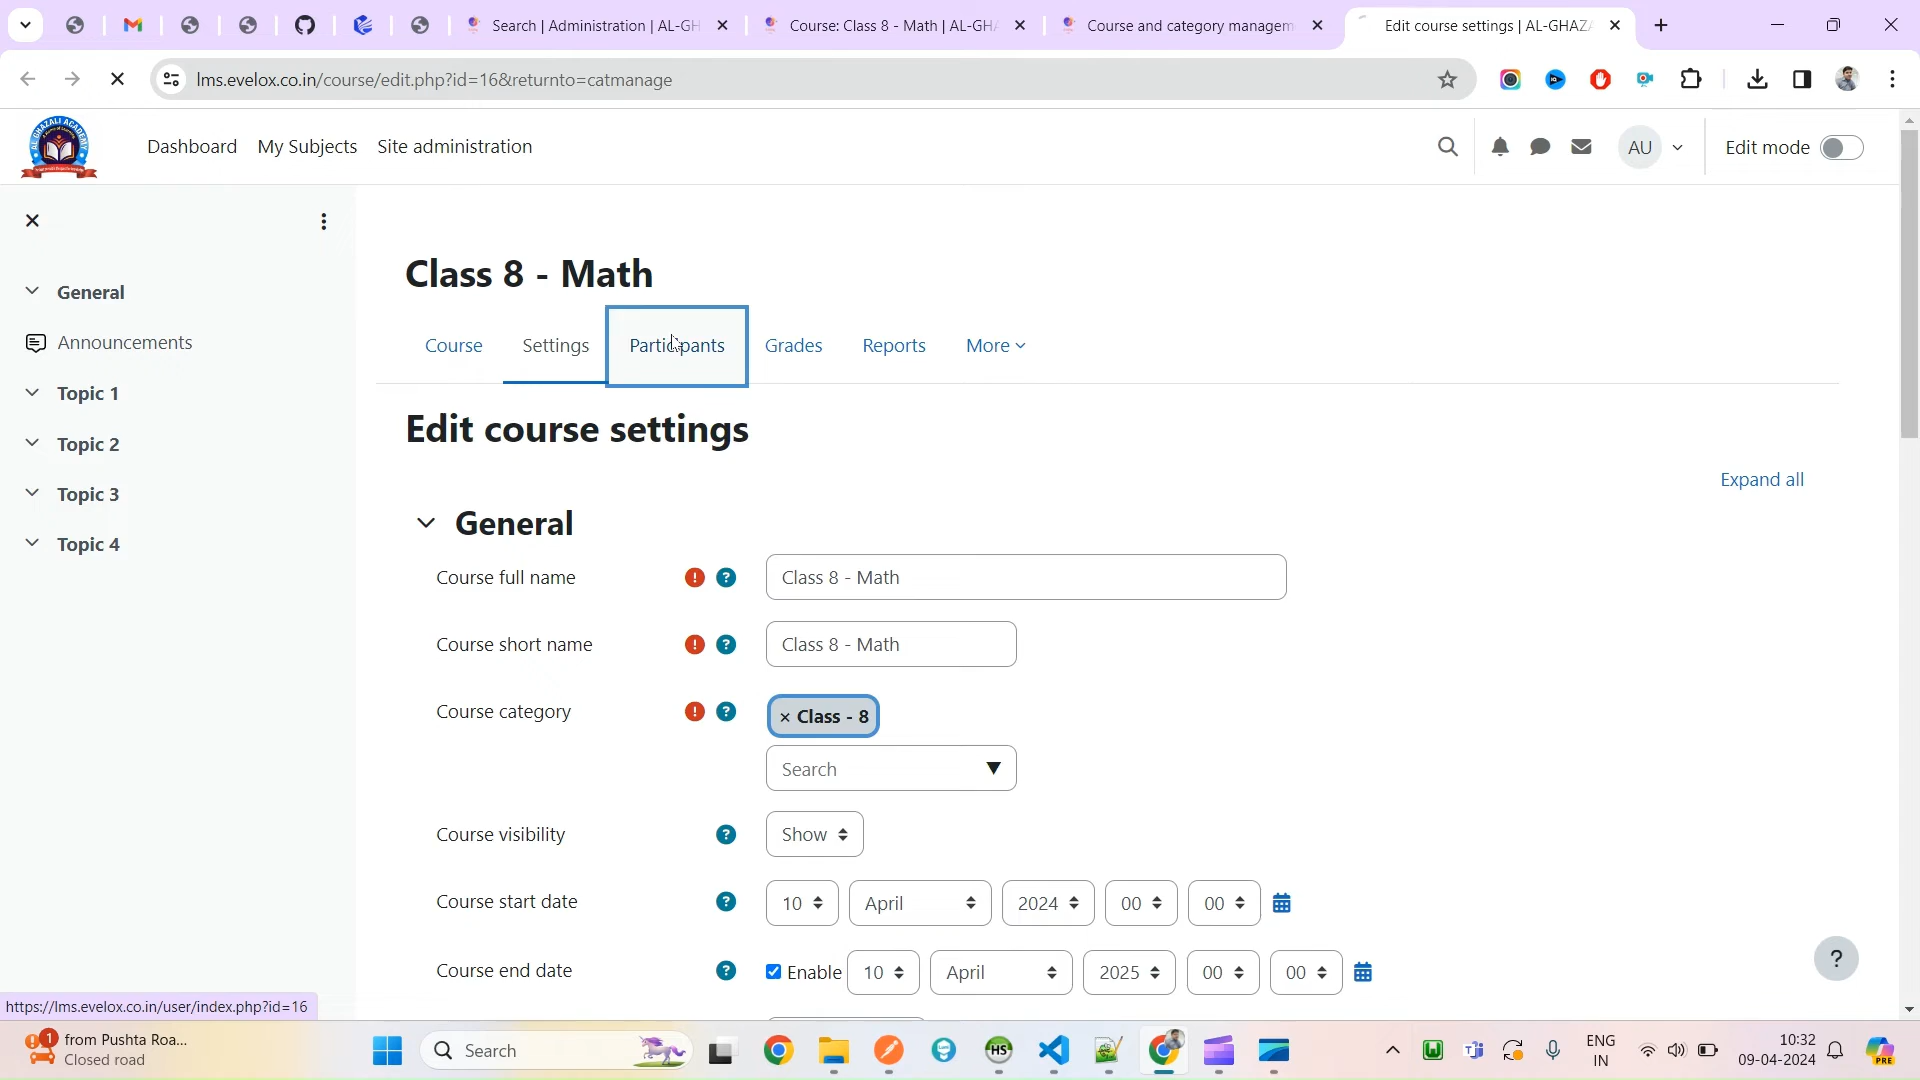 Search | Administration | AL-GH
Course: Class 8 - Math | AL-GHA
Course and category managem
Edit course settings | AL-GHAZA
lms.evelox.co.in/course/edit.php?id=16&returnto=catmanage
AL GHAZALI ACADEMY
Dashboard
My Subjects
Site administration
AU
Edit mode
General
Announcements
Topic 1
Topic 2
Topic 3
Topic 4
Class 8 - Math
Course
Settings
Participants
Grades
Reports
More
Edit course settings
Expand all
General
Course full name
Class 8 - Math
Course short name
Class 8 - Math
Course category
× Class - 8
Search
Course visibility
Show
Course start date
10 April 2024 00 00
Course end date
Enable 10 April 2025 00 00
?
https://lms.evelox.co.in/user/index.php?id=16
1
from Pushta Roa...
Closed road
Search
HS
ENG
IN
10:32
09-04-2024
PRE